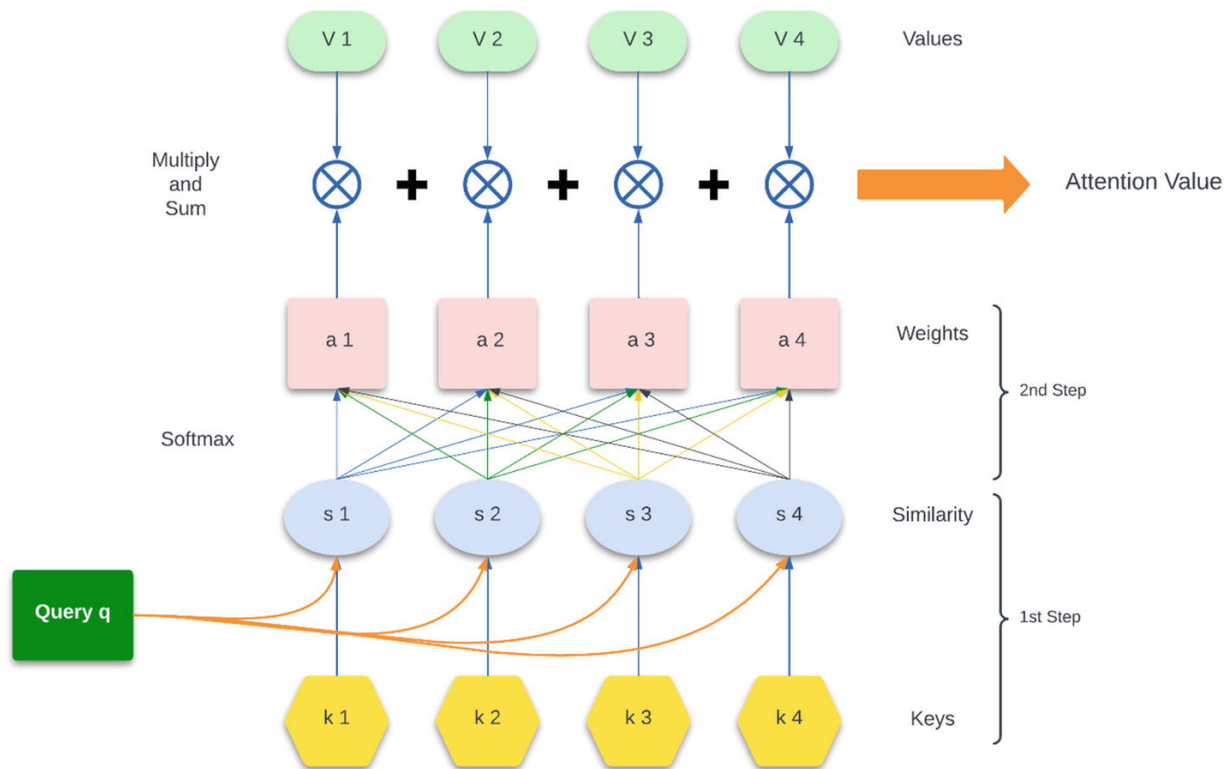 V 1
V 2
V 3
V 4
Values
Multiply
and
Sum
Attention Value
a 1
a 2
a 3
a 4
Weights
2nd Step
Softmax
s 1
s 2
s 3
s 4
Similarity
Query q
1st Step
k 1
k 2
k 3
k 4
Keys